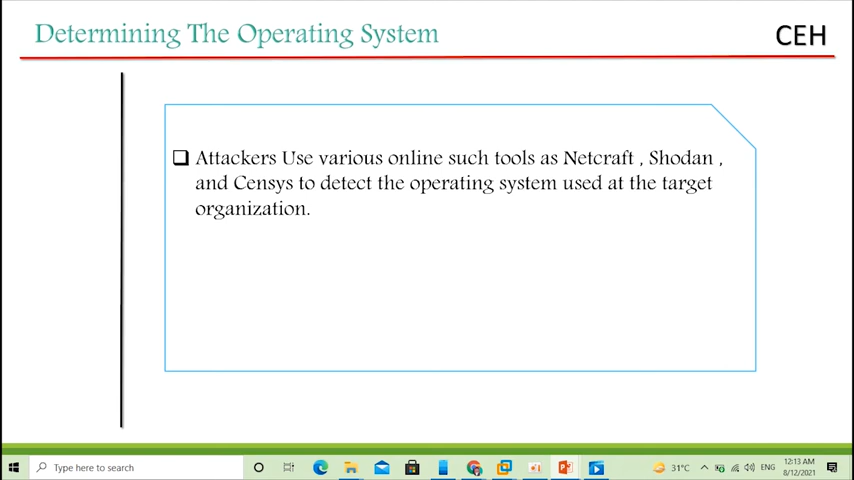 Determining The Operating System
CEH
Attackers Use various online such tools as Netcraft , Shodan ,
and Censys to detect the operating system used at the target
organization.
Type here to search
31°C
ENG
12:13 AM
8/12/2021